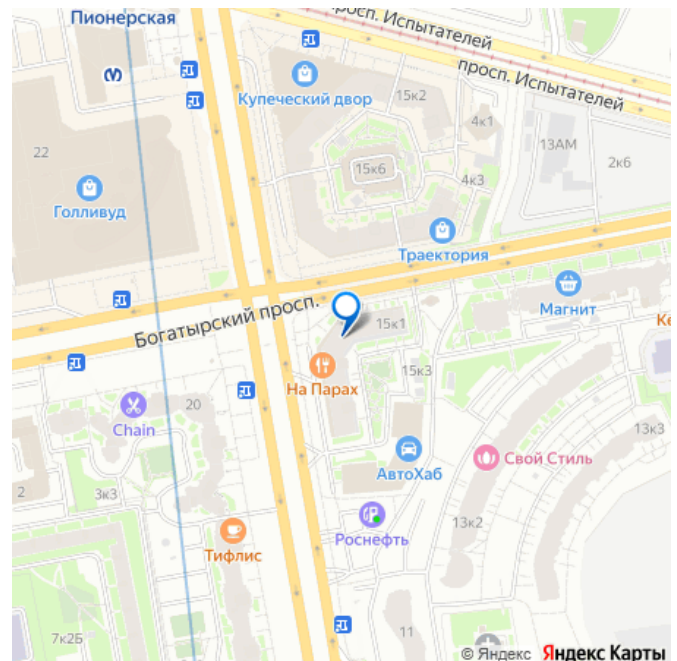 Пионерская
просп. Испытателей
просп. Испытателей
Купеческий двор
15к2
4к1
13АМ
2к6
22
15к6
4к3
Голливуд
Траектория
Богатырский просп.
Магнит
15к1
Ке
На Парах
15к3
20
Chain
13к3
АвтоХаб
Свой Стиль
2
3к3
Роснефть
13к2
Тифлис
7к2Б
11
© Яндекс Яндекс Карты